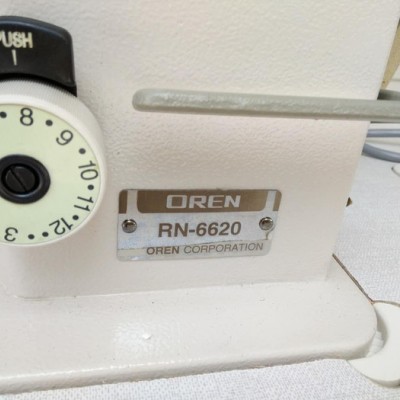 PUSH
8
9
10
11
12
3
OREN
RN-6620
OREN CORPORATION